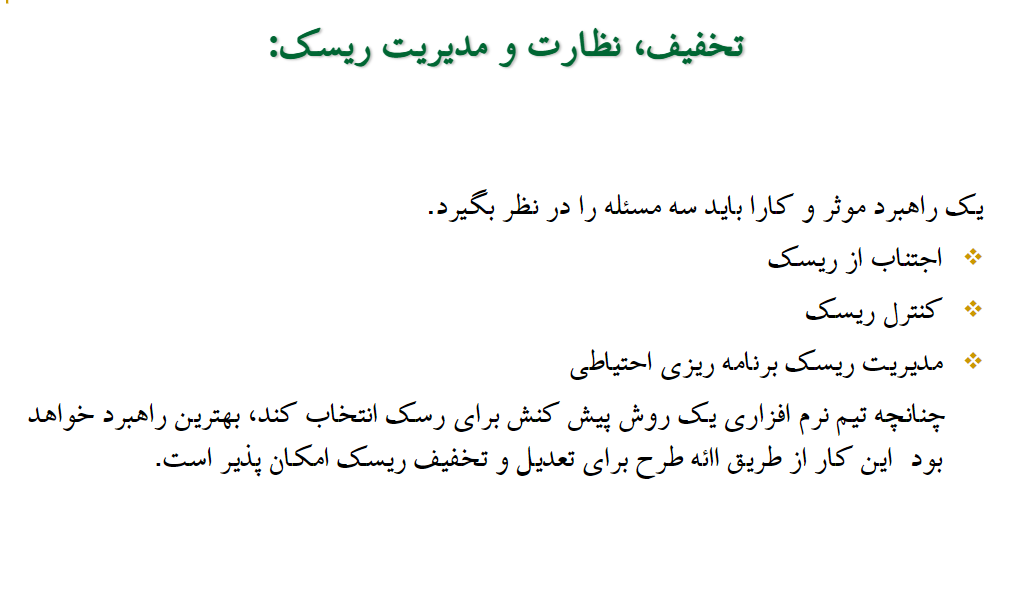 تخفیف، نظارت و مدیریت ریسک:
یک راهبرد موثر و کارا باید سه مسئله را در نظر بگیرد.
❖ اجتناب از ریسک
❖ کنترل ریسک
❖ مدیریت ریسک برنامه ریزی احتیاطی
چنانچه تیم نرم افزاری یک روش پیش کنش برای رسک انتخاب کند، بهترین راهبرد خواهد
بود این کار از طریق اائه طرح برای تعدیل و تخفیف ریسک امکان پذیر است.